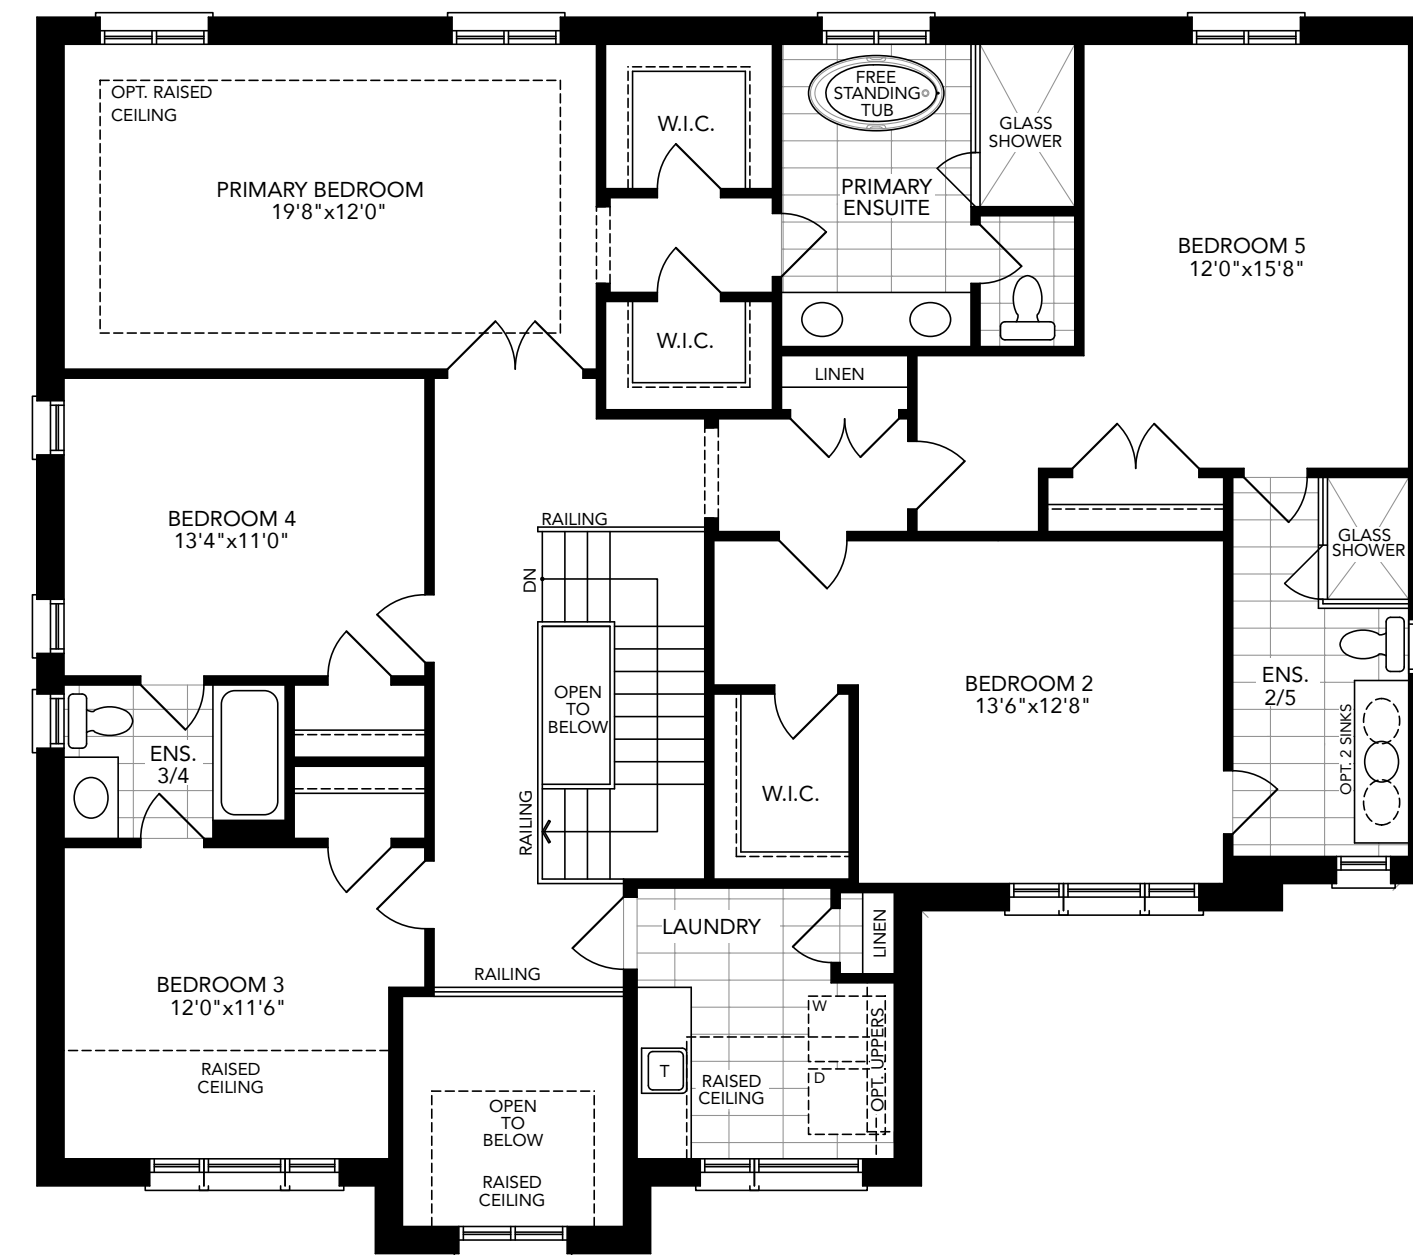 OPT. RAISED
CEILING
PRIMARY BEDROOM
19'8"x12'0"
W.I.C.
FREE
STANDING
TUB
GLASS
SHOWER
PRIMARY
ENSUITE
BEDROOM 5
12'0"x15'8"
W.I.C.
LINEN
BEDROOM 4
13'4"x11'0"
RAILING
DN
GLASS
SHOWER
OPEN
TO
BELOW
BEDROOM 2
13'6"x12'8"
ENS.
2/5
OPT. 2 SINKS
ENS.
3/4
W.I.C.
RAILING
LAUNDRY
LINEN
BEDROOM 3
12'0"x11'6"
RAILING
W
D
OPT. UPPERS
T
RAISED
CEILING
RAISED
CEILING
OPEN
TO
BELOW
RAISED
CEILING